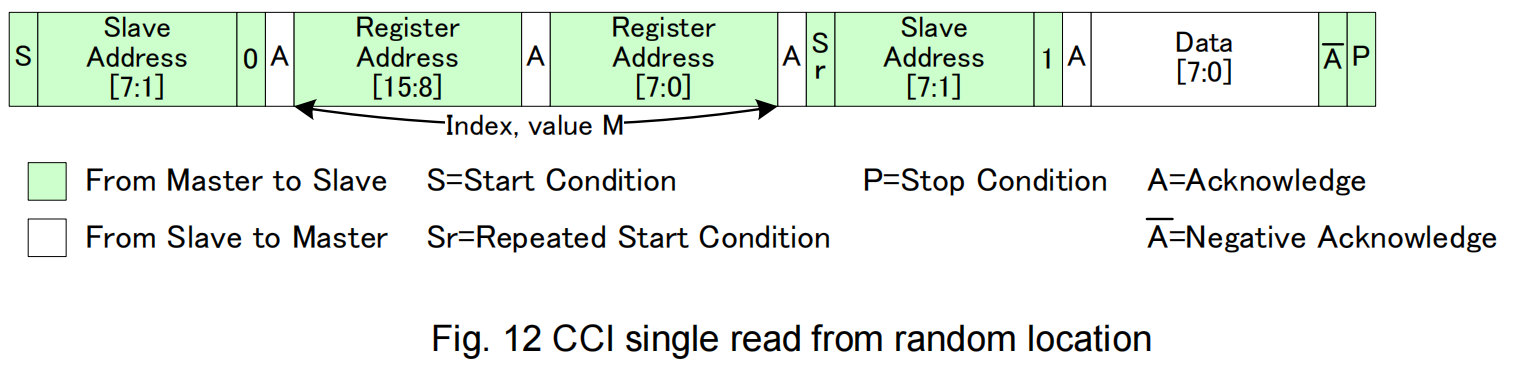 S
Slave
Address
[7:1]
0
A
Register
Address
[15:8]
A
Register
Address
[7:0]
A
S
r
Slave
Address
[7:1]
1
A
Data
[7:0]
A̅
P
Index, value M
From Master to Slave
S=Start Condition
P=Stop Condition
A=Acknowledge
From Slave to Master
Sr=Repeated Start Condition
A̅=Negative Acknowledge
Fig. 12 CCI single read from random location